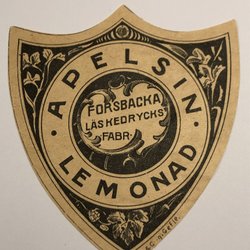 APELSIN
FORSBACKA
LÄSKEDRYCKS
FABR.
LEMONAD